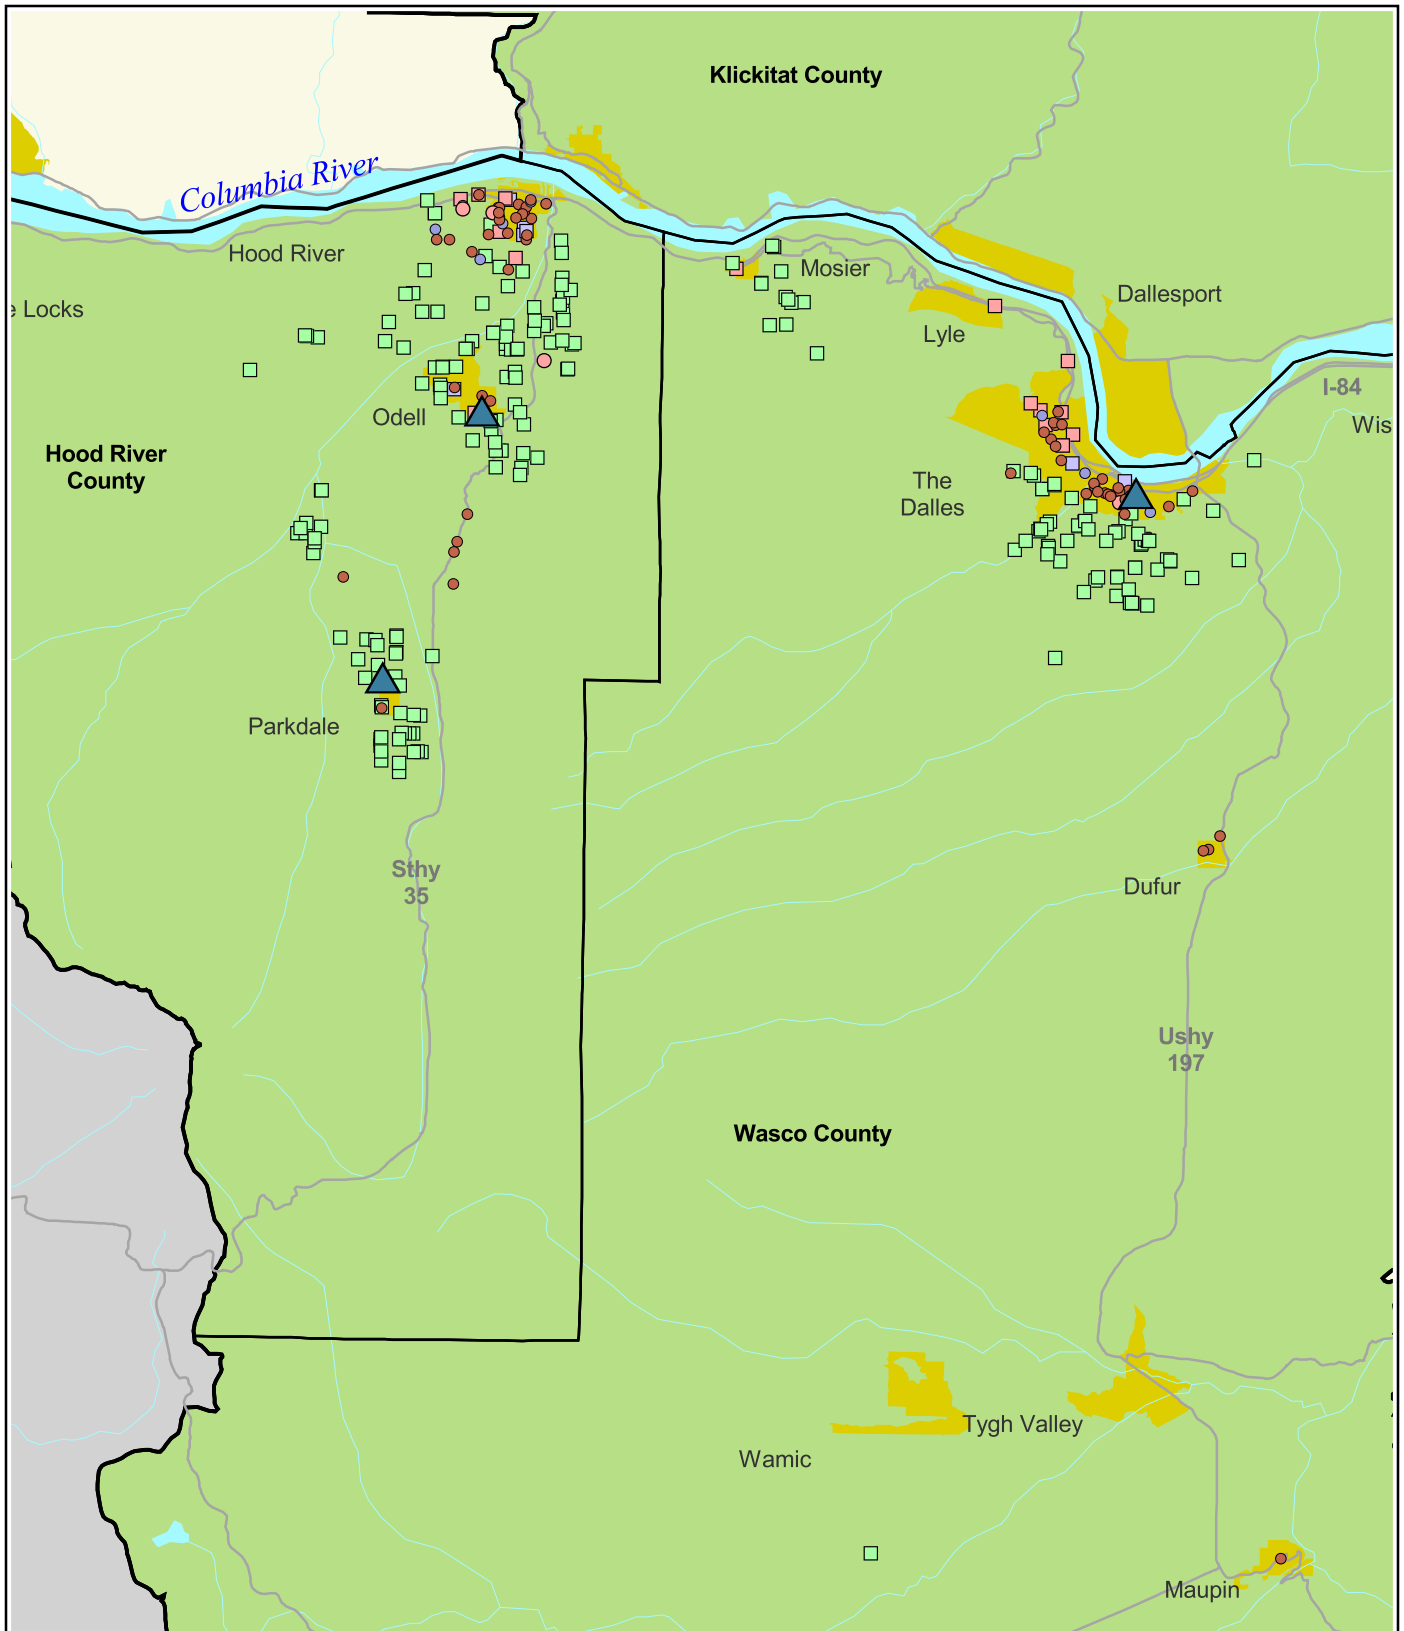 Klickitat County
Columbia River
Hood River
Mosier
e Locks
Dallesport
Lyle
I-84
Odell
Wis
Hood River
County
The
Dalles
Parkdale
Sthy
35
Dufur
Ushy
197
Wasco County
Tygh Valley
Wamic
Maupin